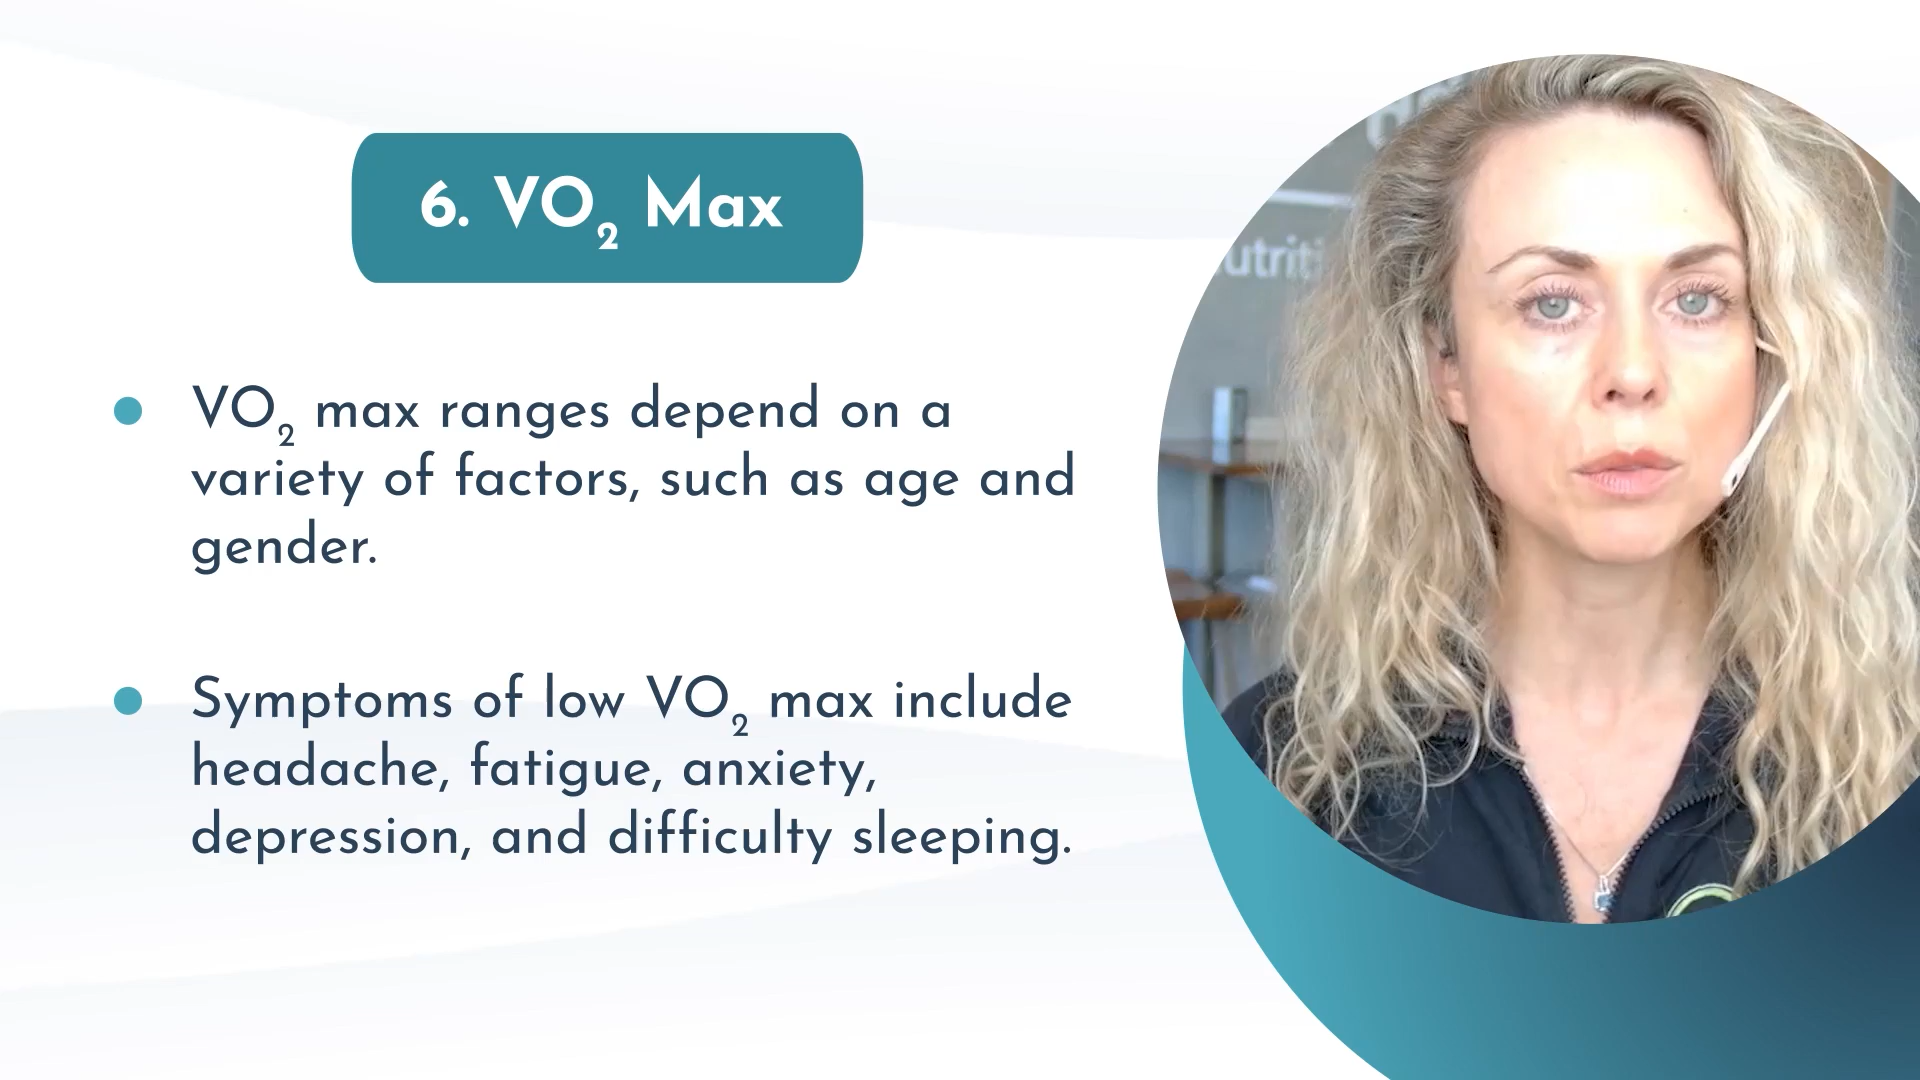 6. VO₂ Max
VO₂ max ranges depend on a
variety of factors, such as age and
gender.
Symptoms of low VO₂ max include
headache, fatigue, anxiety,
depression, and difficulty sleeping.